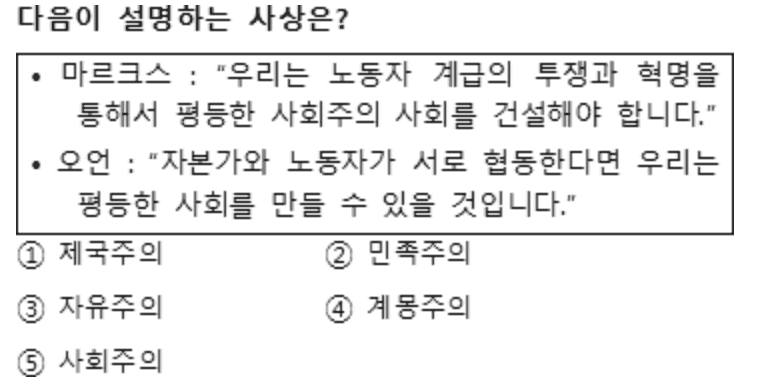 다음이 설명하는 사상은?
• 마르크스 : “우리는 노동자 계급의 투쟁과 혁명을
통해서 평등한 사회주의 사회를 건설해야 합니다.”
• 오언 : “자본가와 노동자가 서로 협동한다면 우리는
평등한 사회를 만들 수 있을 것입니다.”
① 제국주의 ② 민족주의
③ 자유주의 ④ 계몽주의
⑤ 사회주의